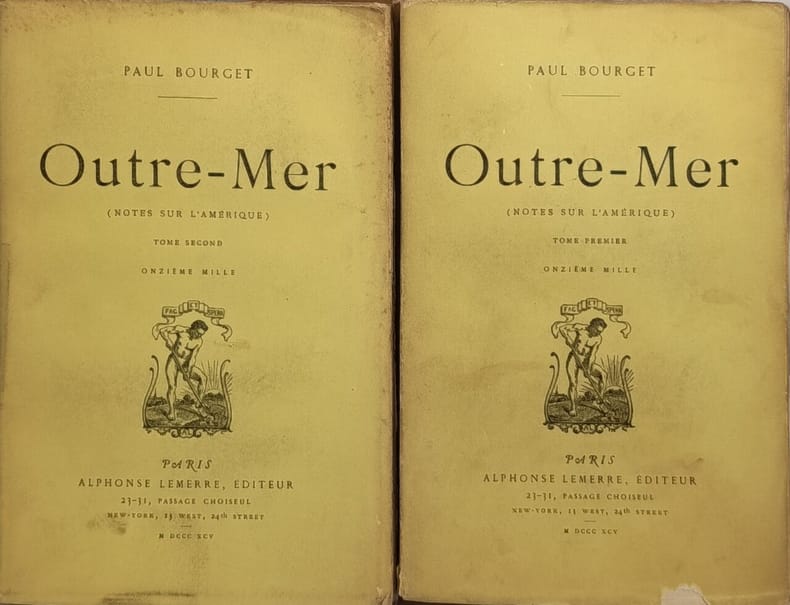 PAUL BOURGET
Outre-Mer
(NOTES SUR L'AMÉRIQUE)
TOME SECOND
ONZIÈME MILLE
FAC ET SPERA
PARIS
ALPHONSE LEMERRE, ÉDITEUR
23-31, PASSAGE CHOISEUL
NEW-YORK, 13 WEST, 24th STREET
M DCCC XCV
PAUL BOURGET
Outre-Mer
(NOTES SUR L'AMÉRIQUE)
TOME PREMIER
ONZIÈME MILLE
FAC ET SPERA
PARIS
ALPHONSE LEMERRE, ÉDITEUR
23-31, PASSAGE CHOISEUL
NEW-YORK, 13 WEST, 24th STREET
M DCCC XCV